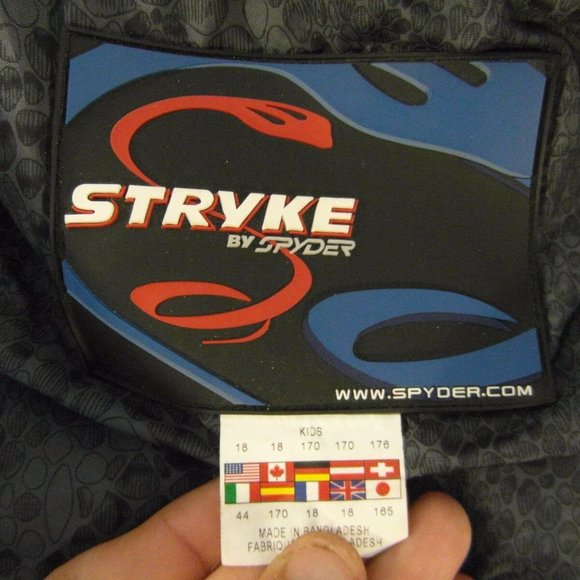 STRYKE
BY SPYDER
WWW.SPYDER.COM
KIDS
18 18 170 170 176
44 170 18 18 165
MADE IN BANGLADESH